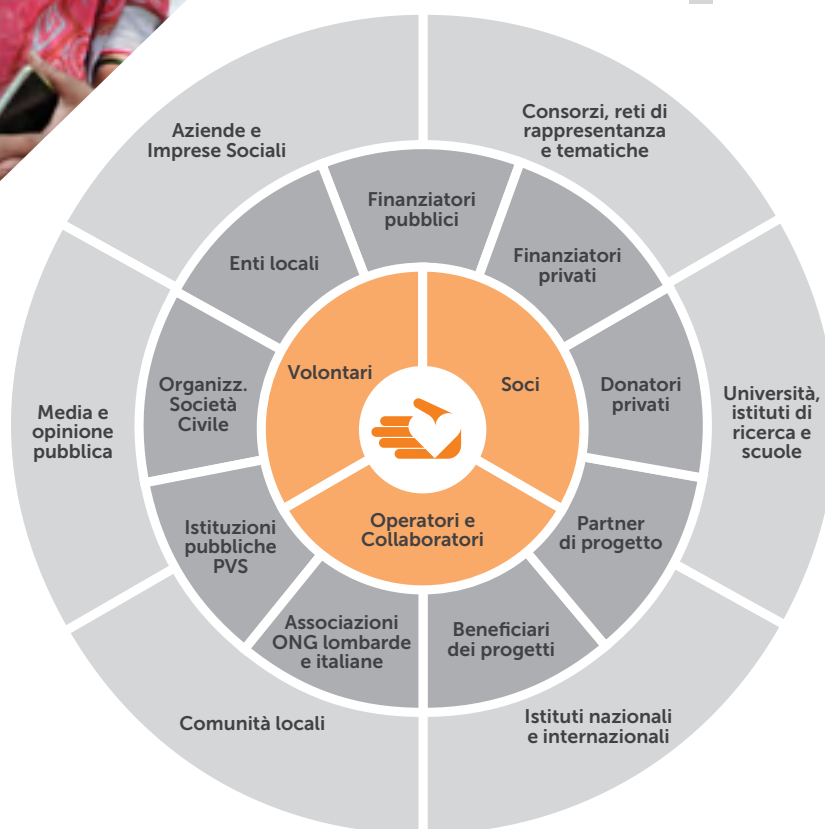 Aziende e
Imprese Sociali
Consorzi, reti di
rappresentanza
e tematiche
Finanziatori
pubblici
Enti locali
Finanziatori
privati
Volontari
Soci
Organizz.
Società
Civile
Donatori
privati
Media e
opinione
pubblica
Università,
istituti di
ricerca e
scuole
Operatori e
Collaboratori
Istituzioni
pubbliche
PVS
Partner
di progetto
Associazioni
ONG lombarde
e italiane
Beneficiari
dei progetti
Comunità locali
Istituti nazionali
e internazionali